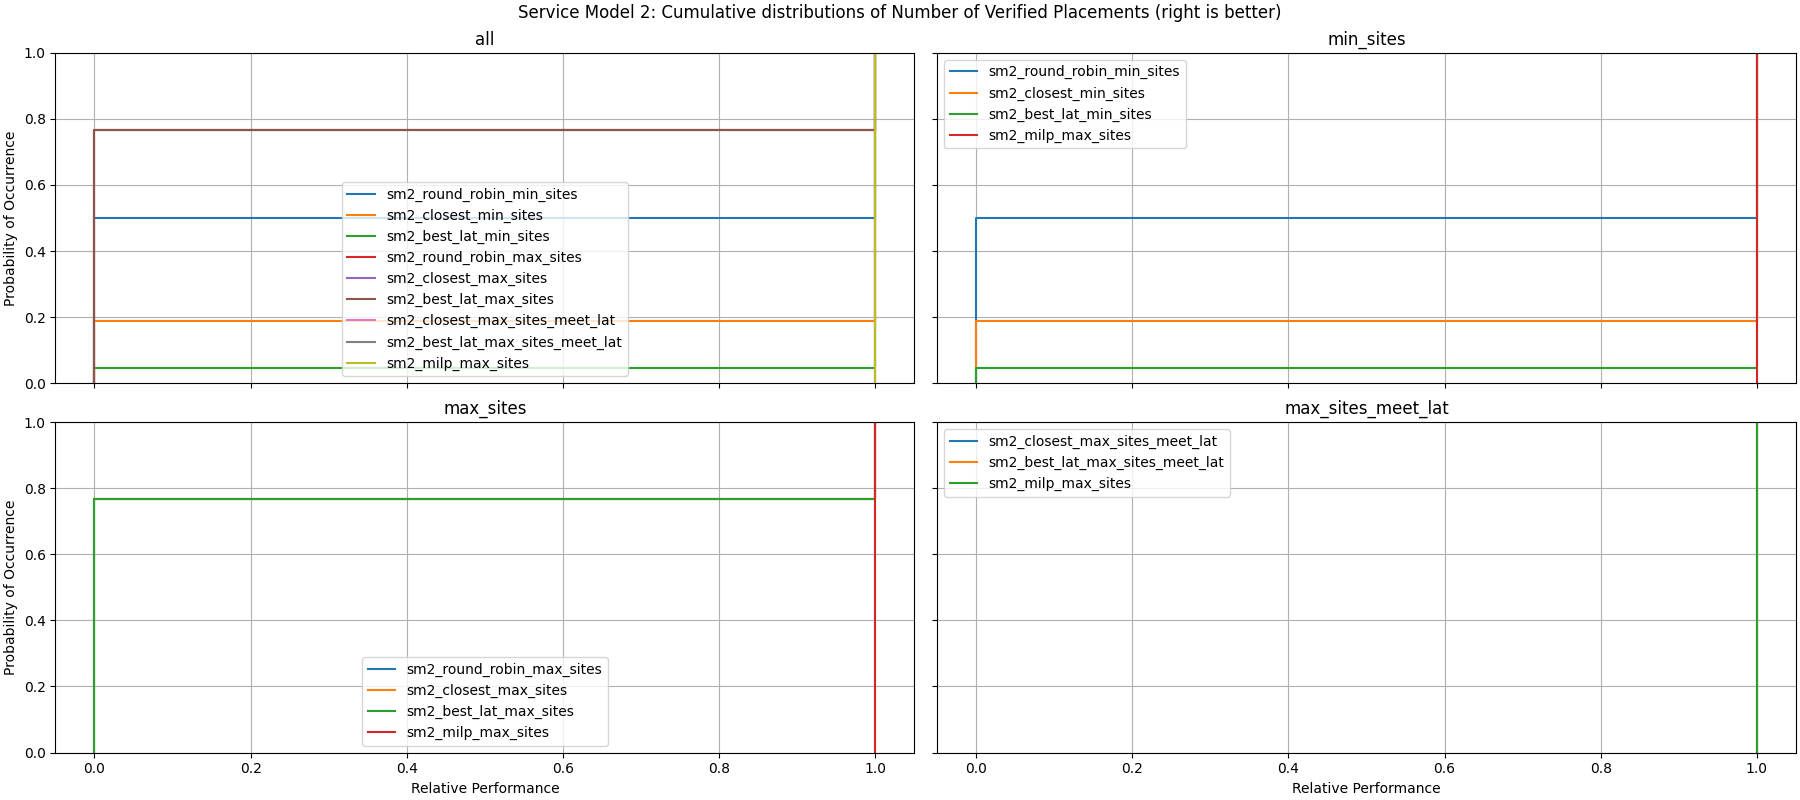 Service Model 2: Cumulative distributions of Number of Verified Placements (right is better)
all
1.0
0.8
0.6
0.4
0.2
0.0
Probability of Occurrence
sm2_round_robin_min_sites
sm2_closest_min_sites
sm2_best_lat_min_sites
sm2_round_robin_max_sites
sm2_closest_max_sites
sm2_best_lat_max_sites
sm2_closest_max_sites_meet_lat
sm2_best_lat_max_sites_meet_lat
sm2_milp_max_sites
min_sites
sm2_round_robin_min_sites
sm2_closest_min_sites
sm2_best_lat_min_sites
sm2_milp_max_sites
max_sites
1.0
0.8
0.6
0.4
0.2
0.0
Probability of Occurrence
sm2_round_robin_max_sites
sm2_closest_max_sites
sm2_best_lat_max_sites
sm2_milp_max_sites
0.0 0.2 0.4 0.6 0.8 1.0
Relative Performance
max_sites_meet_lat
sm2_closest_max_sites_meet_lat
sm2_best_lat_max_sites_meet_lat
sm2_milp_max_sites
0.0 0.2 0.4 0.6 0.8 1.0
Relative Performance